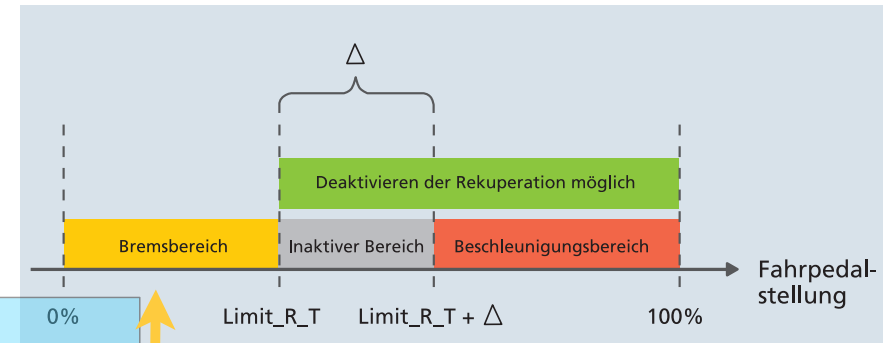 Δ
Deaktivieren der Rekuperation möglich
Bremsbereich
Inaktiver Bereich
Beschleunigungsbereich
Fahrpedal-
stellung
0%
Limit_R_T
Limit_R_T + Δ
100%